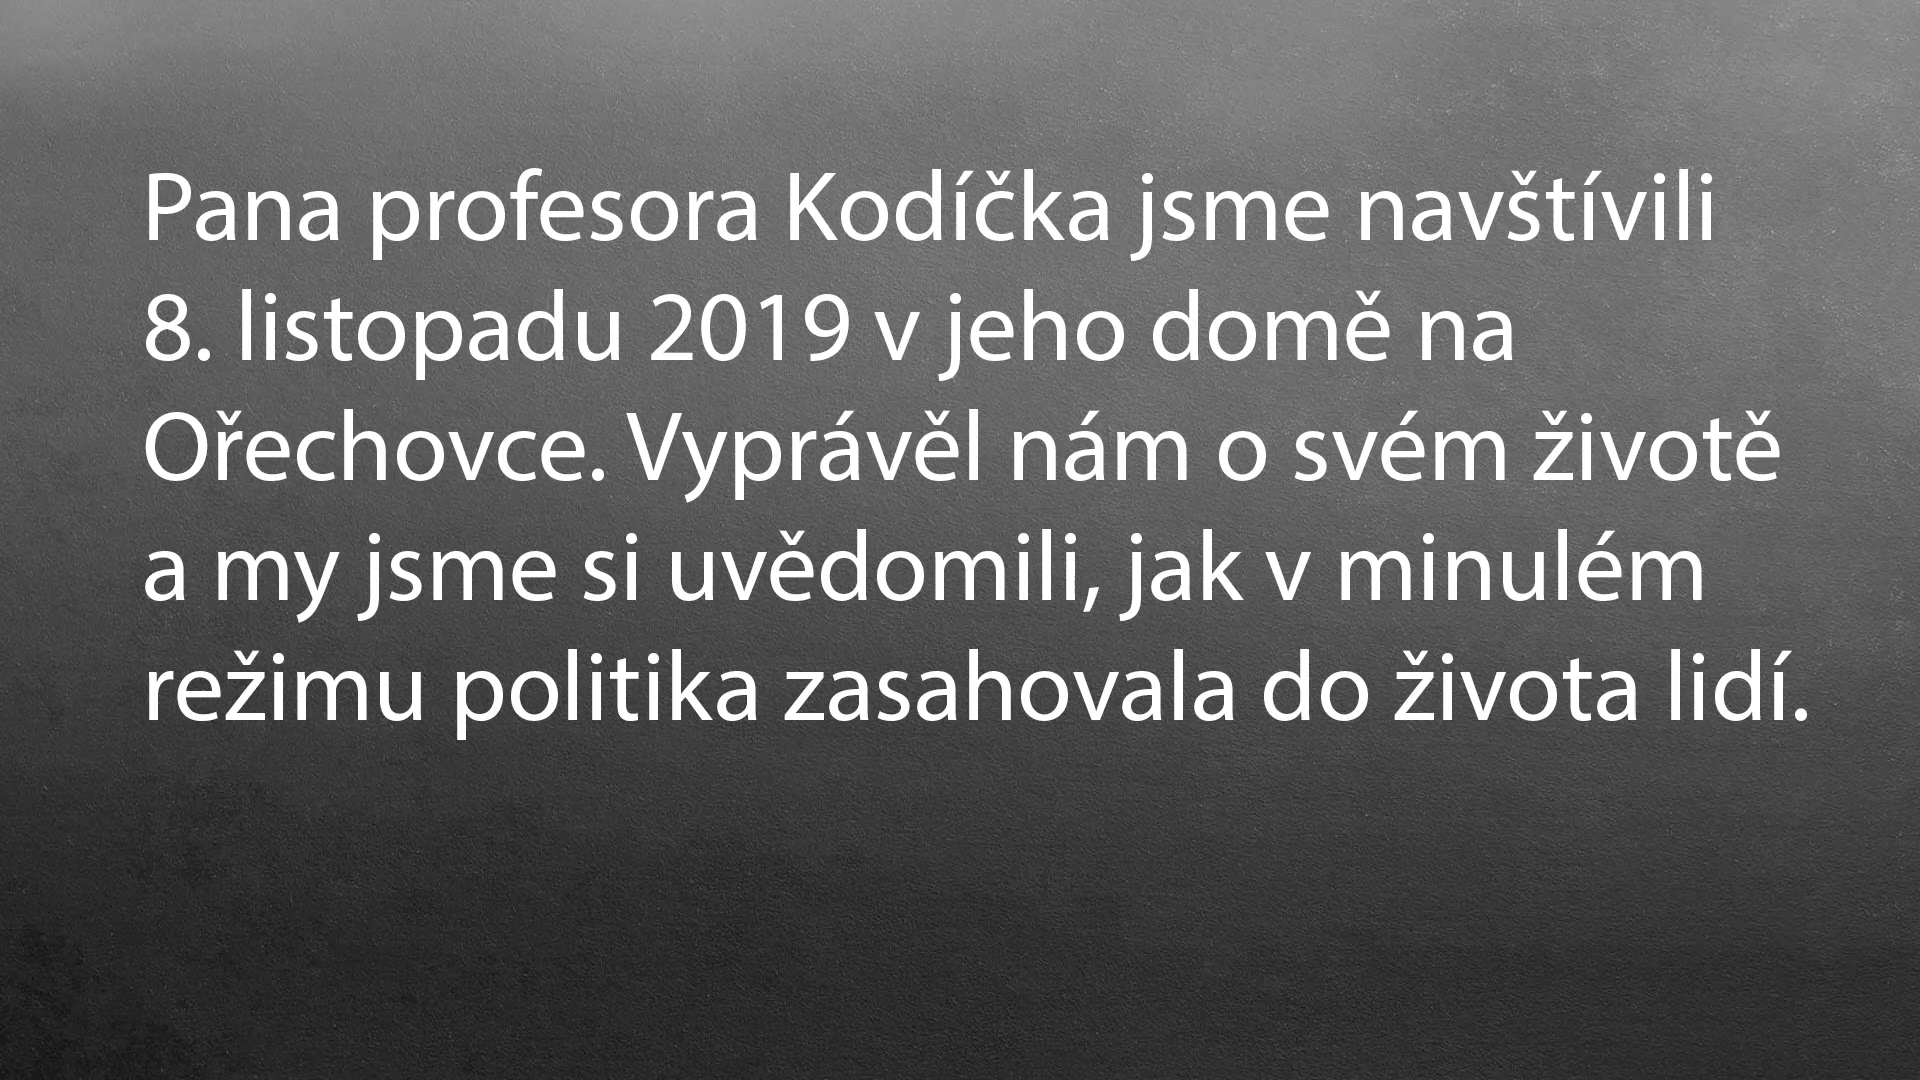 Pana profesora Kodíčka jsme navštívili
8. listopadu 2019 v jeho domě na
Ořechovce. Vyprávěl nám o svém životě
a my jsme si uvědomili, jak v minulém
režimu politika zasahovala do života lidí.